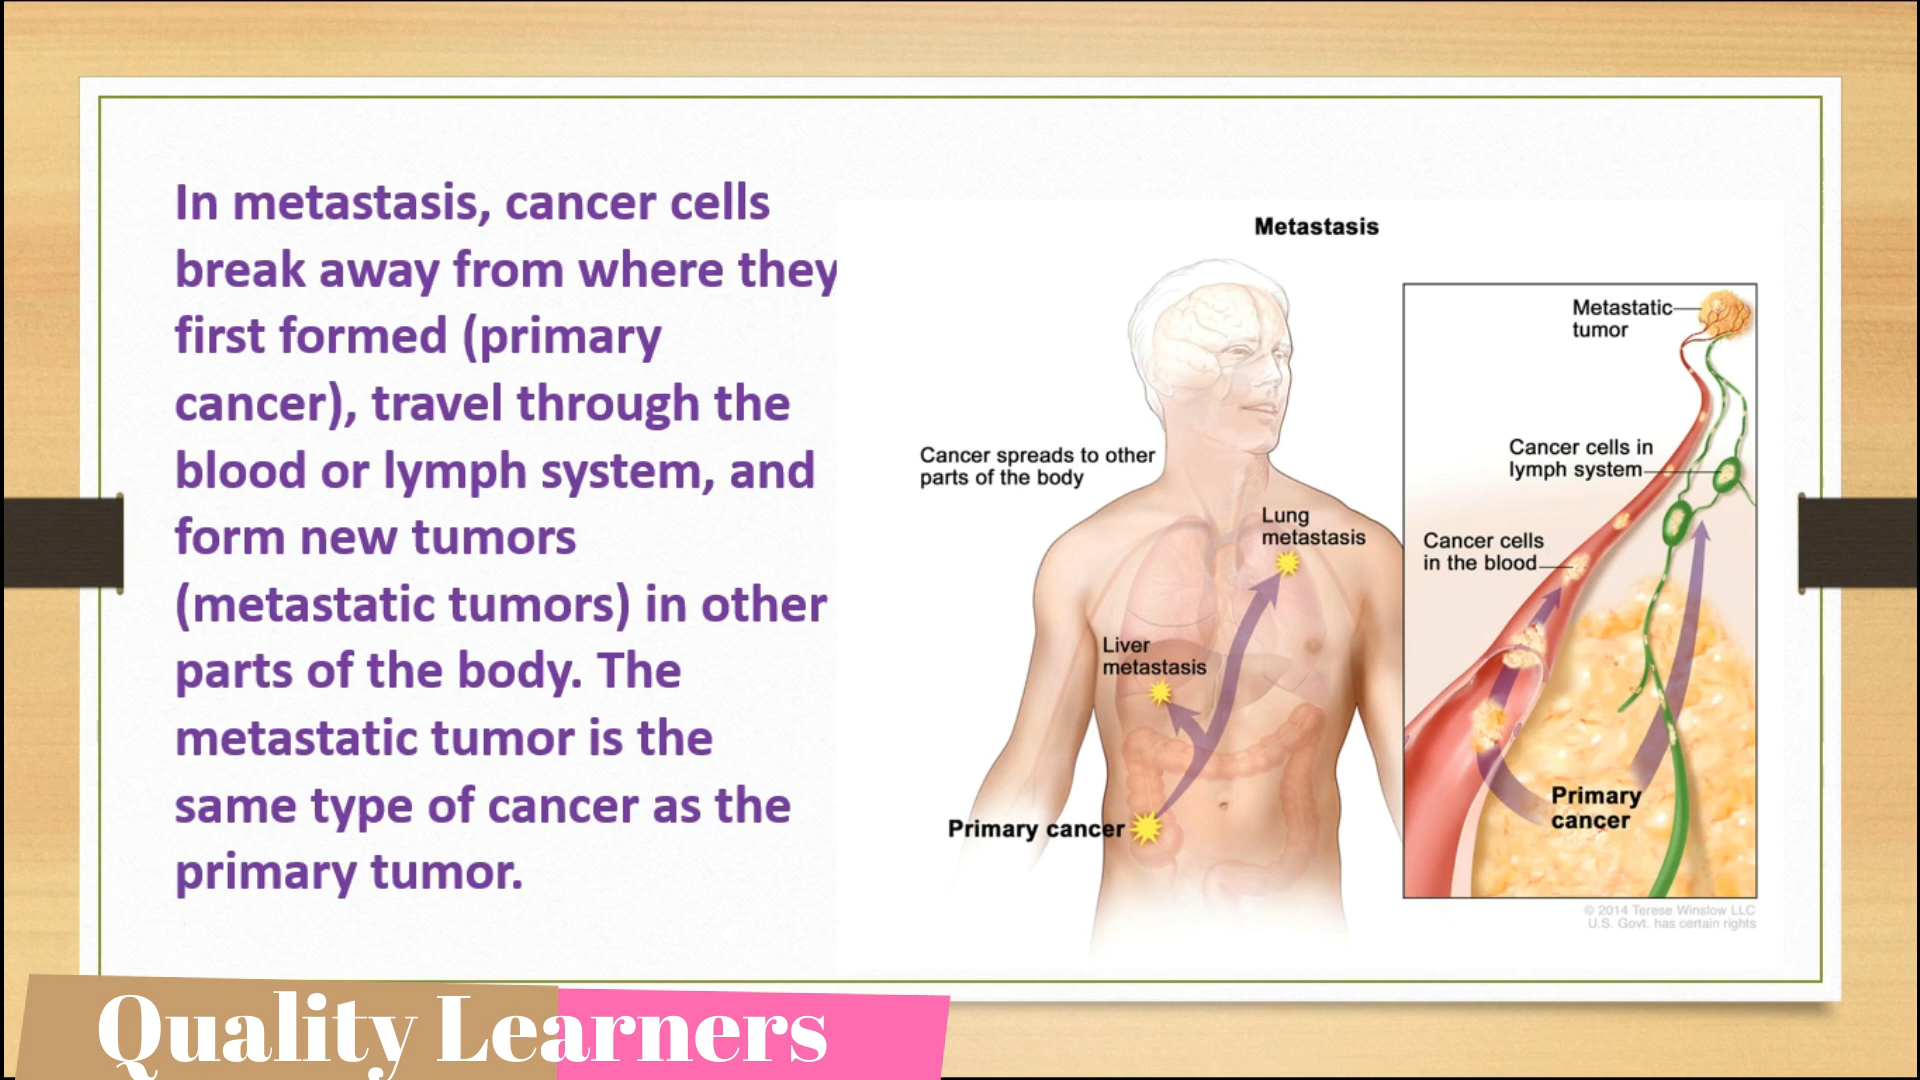 In metastasis, cancer cells
break away from where they
first formed (primary
cancer), travel through the
blood or lymph system, and
form new tumors
(metastatic tumors) in other
parts of the body. The
metastatic tumor is the
same type of cancer as the
primary tumor.
Metastasis
Cancer spreads to other
parts of the body
Lung
metastasis
Liver
metastasis
Primary cancer
Metastatic
tumor
Cancer cells in
lymph system
Cancer cells
in the blood
Primary
cancer
© 2014 Terese Winslow LLC
U.S. Govt. has certain rights
Quality Learners